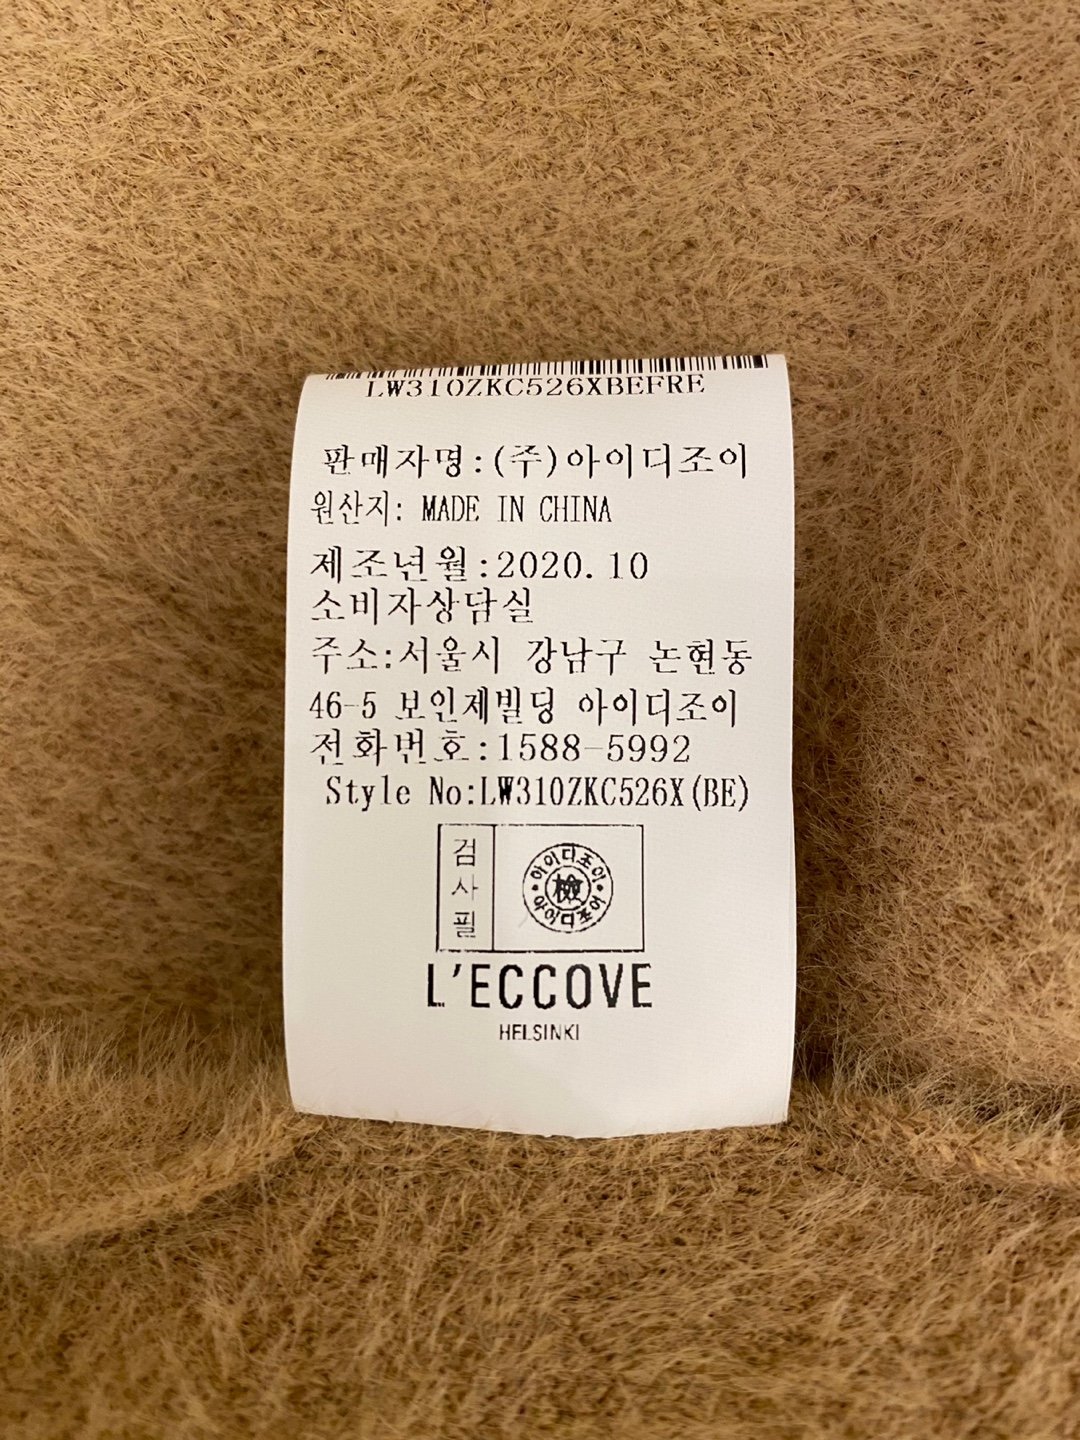 LW310ZKC526XBEFRE
판매자명:(주)아이디조이
원산지: MADE IN CHINA
제조년월:2020.10
소비자상담실
주소:서울시 강남구 논현동
46-5 보인제빌딩 아이디조이
전화번호:1588-5992
Style No:LW310ZKC526X(BE)
검사필
아이디조이
檢
아이디조이
L'ECCOVE
HELSINKI